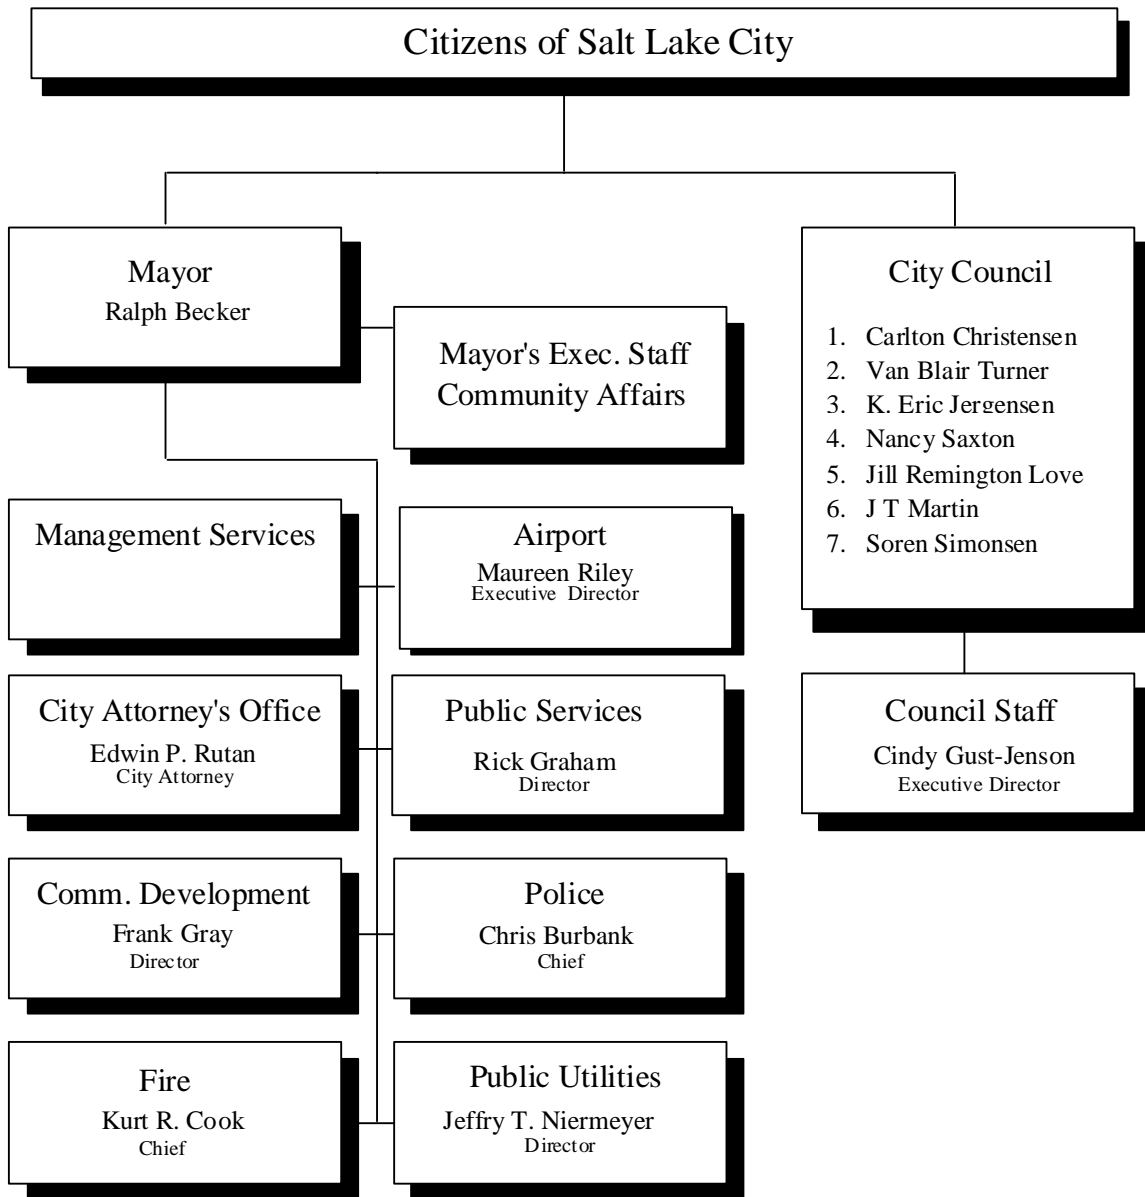 Citizens of Salt Lake City
Mayor
Ralph Becker
Mayor's Exec. Staff
Community Affairs
City Council
1. Carlton Christensen
2. Van Blair Turner
3. K. Eric Jergensen
4. Nancy Saxton
5. Jill Remington Love
6. J T Martin
7. Soren Simonsen
Management Services
Airport
Maureen Riley
Executive Director
City Attorney's Office
Edwin P. Rutan
City Attorney
Public Services
Rick Graham
Director
Council Staff
Cindy Gust-Jenson
Executive Director
Comm. Development
Frank Gray
Director
Police
Chris Burbank
Chief
Fire
Kurt R. Cook
Chief
Public Utilities
Jeffry T. Niermeyer
Director